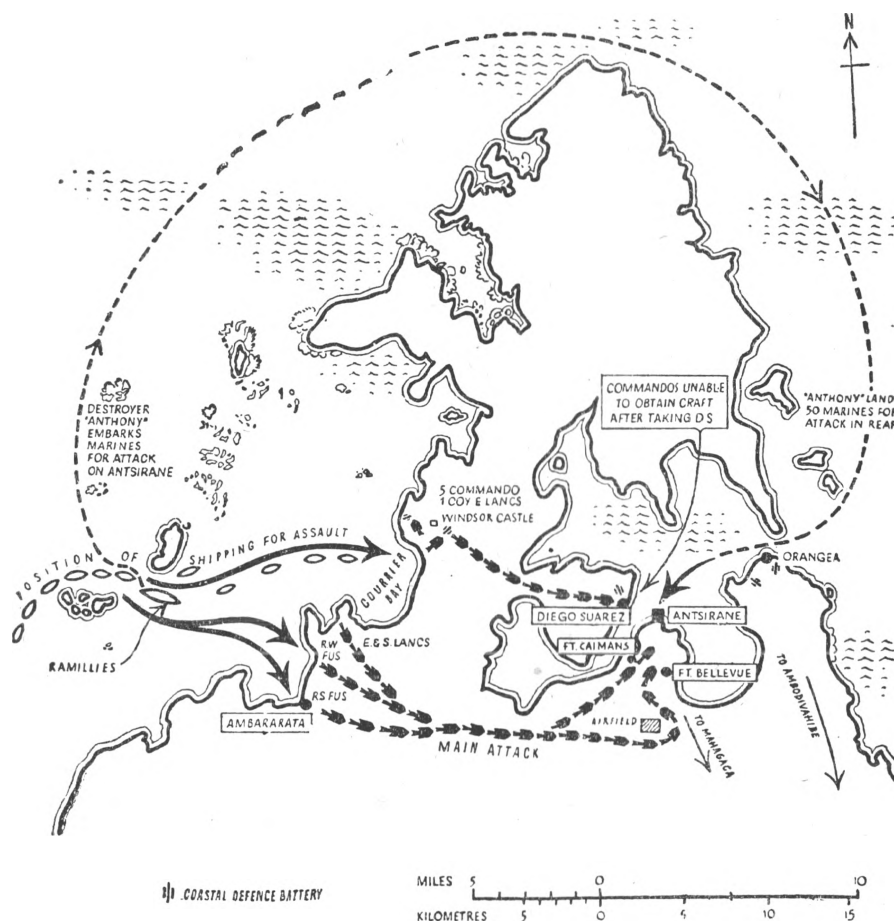 N
COMMANDOS UNABLE
TO OBTAIN CRAFT
AFTER TAKING D S
"ANTHONY" LAND
50 MARINES FO
ATTACK IN REAR
DESTROYER
"ANTHONY"
EMBARKS
MARINES
FOR ATTACK
ON ANTSIRANE
5 COMMANDO
1 COY E LANCS
WINDSOR CASTLE
POSITION OF SHIPPING FOR ASSAULT
COURRIER
BAY
ORANGEA
DIEGO SUAREZ
ANTSIRANE
RAMILLIES
R.W
FUS
E.& S. LANCS
FT. CAIMANS
FT. BELLEVUE
RS FUS
AMBARARATA
AIRFIELD
MAIN ATTACK
TO MAHAGACA
TO AMBODIVAHIBE
COASTAL DEFENCE BATTERY
MILES 5 0 10
KILOMETRES 5 0 5 10 15